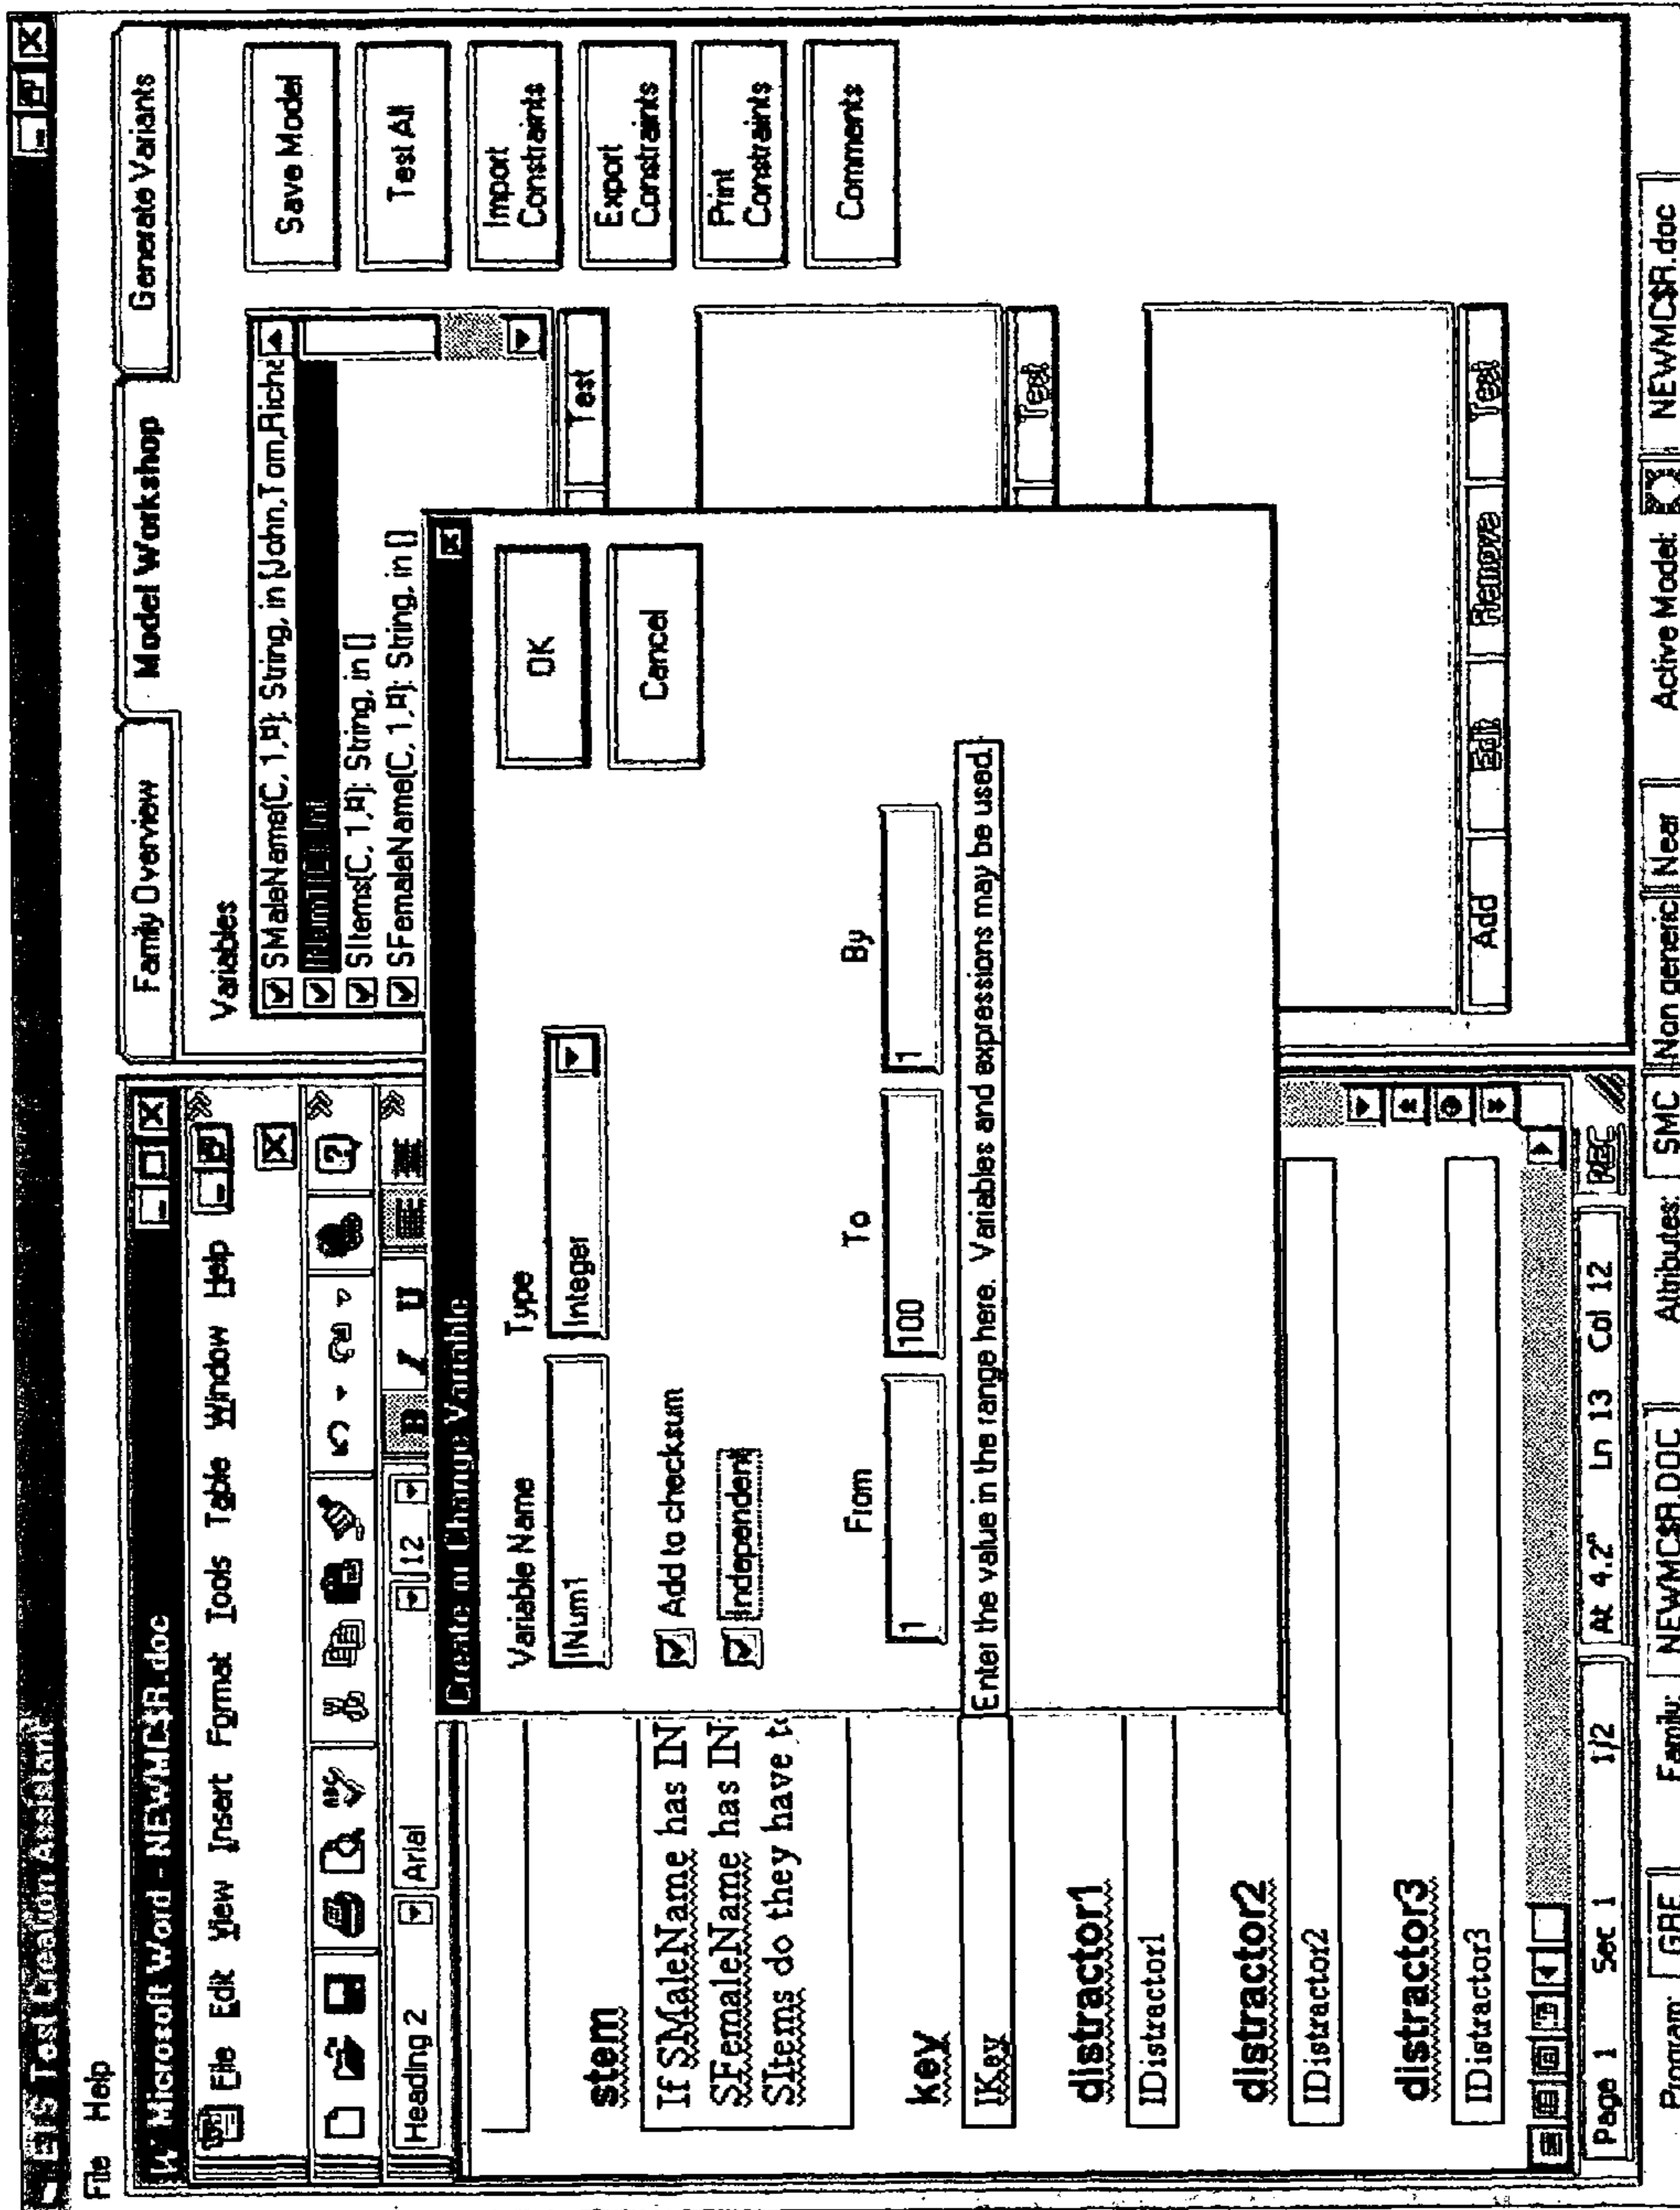 ETS Test Creation Assistant
File Help
Microsoft Word - NEWMC$R.doc
File Edit View Insert Format Tools Table Window Help
Heading 2 Arial 12 B I U
stem
If SMaleName has IN
SFemaleName has IN
SItems do they have to
key
IKey
distractor1
IDistractor1
distractor2
IDistractor2
distractor3
IDistractor3
Page 1 Sec 1 1/2 At 4.2" Ln 13 Col 12 REC
Family Overview Model Workshop Generate Variants
Variables
SMaleName(C, 1,¤): String, in [John,Tom,Richa
SItems(C, 1,¤): String, in []
SFemaleName(C, 1,¤): String, in []
Test
Save Model
Test All
Import
Constraints
Export
Constraints
Print
Constraints
Comments
Create or Change Variable
Variable Name Type
INum1 Integer
Add to checksum
Independent
OK
Cancel
From To By
1 100 1
Enter the value in the range here. Variables and expressions may be used.
Test
Add Edit Remove Test
Program: GRE Family: NEWMC$R.DOC Attributes: SMC Non generic Near Active Model: NEWMC$R.doc